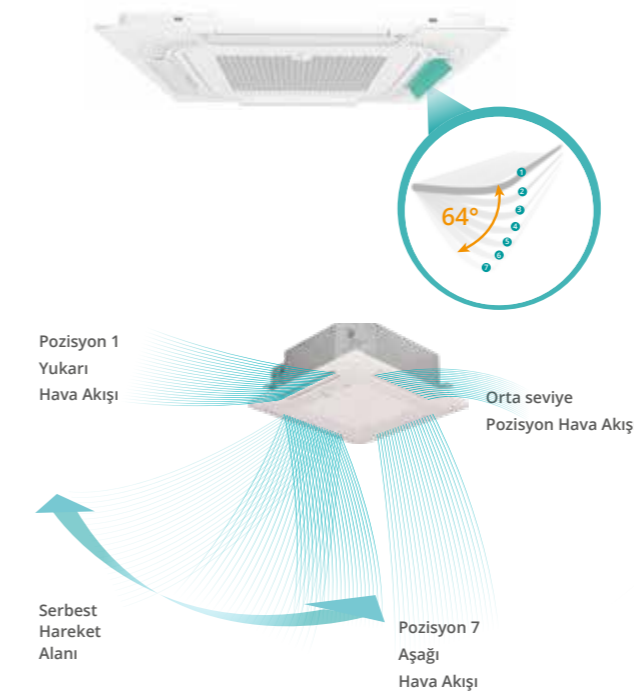 1
2
3
4
5
6
7
64°
Pozisyon 1
Yukarı
Hava Akışı
Orta seviye
Pozisyon Hava Akış
Serbest
Hareket
Alanı
Pozisyon 7
Aşağı
Hava Akışı